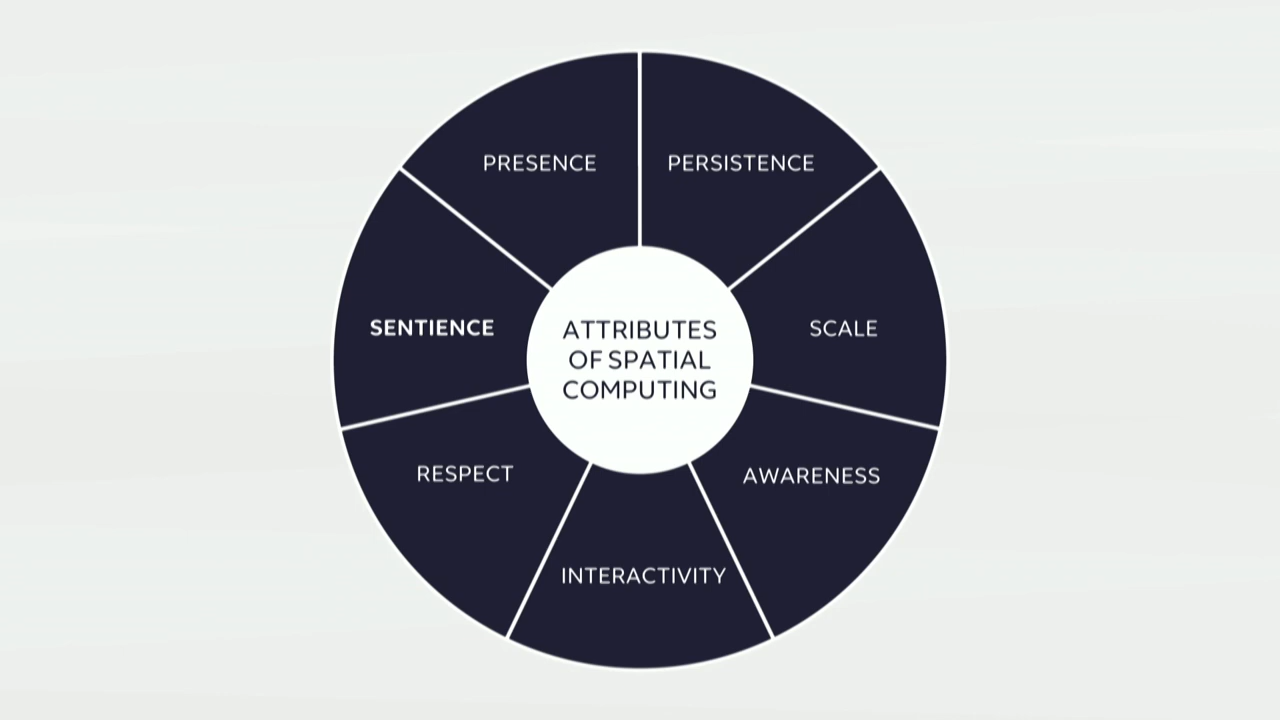 PRESENCE
PERSISTENCE
SENTIENCE
ATTRIBUTES
OF SPATIAL
COMPUTING
SCALE
RESPECT
AWARENESS
INTERACTIVITY